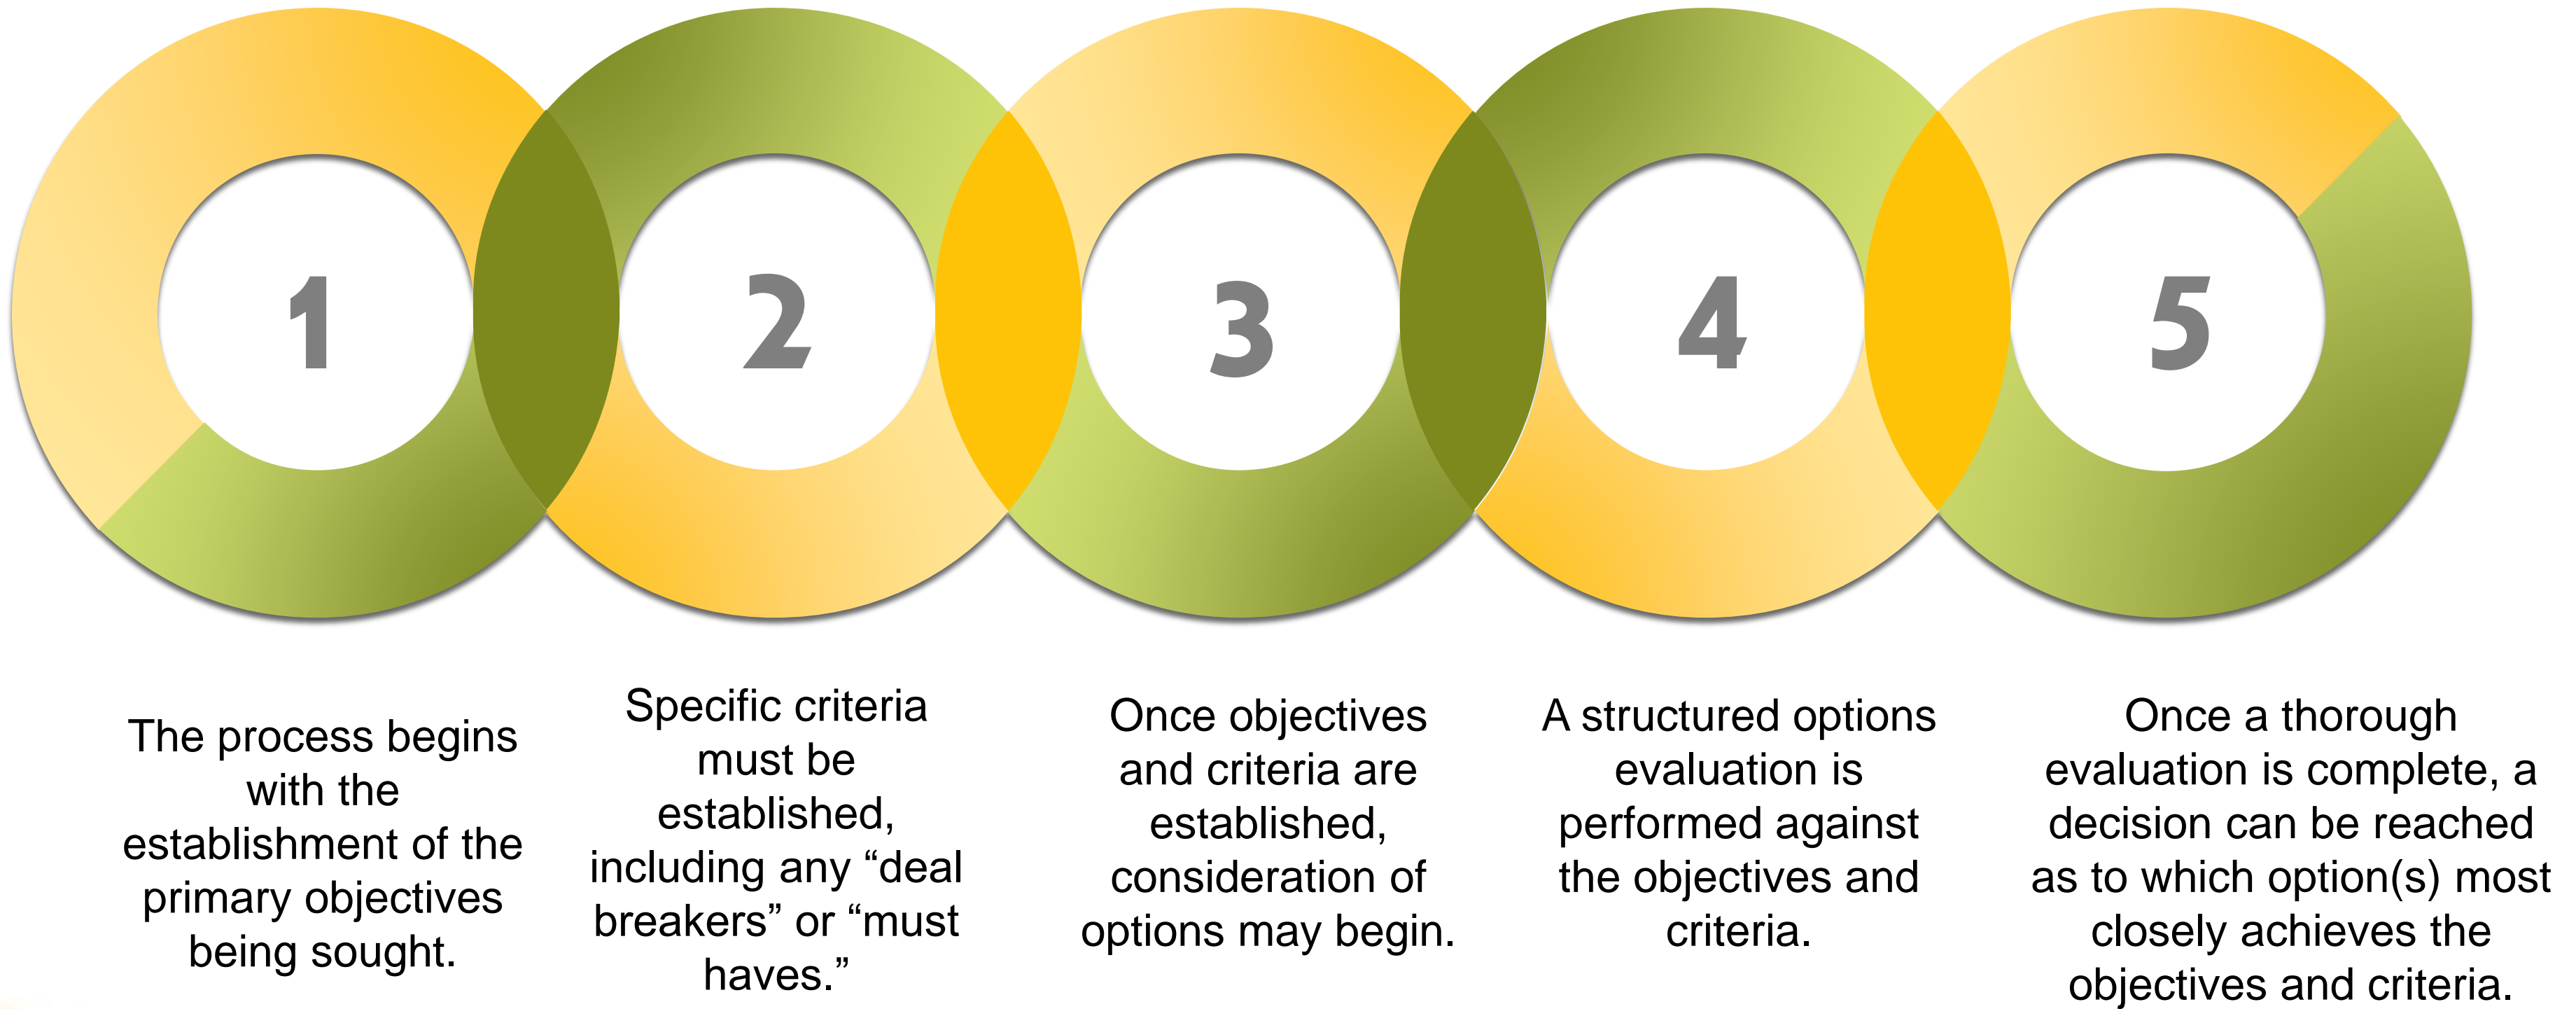 1
2
3
4
5
The process begins
with the
establishment of the
primary objectives
being sought.
Specific criteria
must be
established,
including any “deal
breakers” or “must
haves.”
Once objectives
and criteria are
established,
consideration of
options may begin.
A structured options
evaluation is
performed against
the objectives and
criteria.
Once a thorough
evaluation is complete, a
decision can be reached
as to which option(s) most
closely achieves the
objectives and criteria.